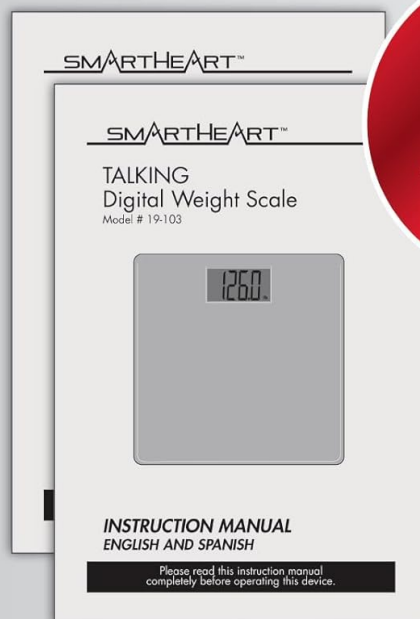 SMARTHEART™
SMARTHEART™
TALKING
Digital Weight Scale
Model # 19-103
126.0
INSTRUCTION MANUAL
ENGLISH AND SPANISH
Please read this instruction manual
completely before operating this device.